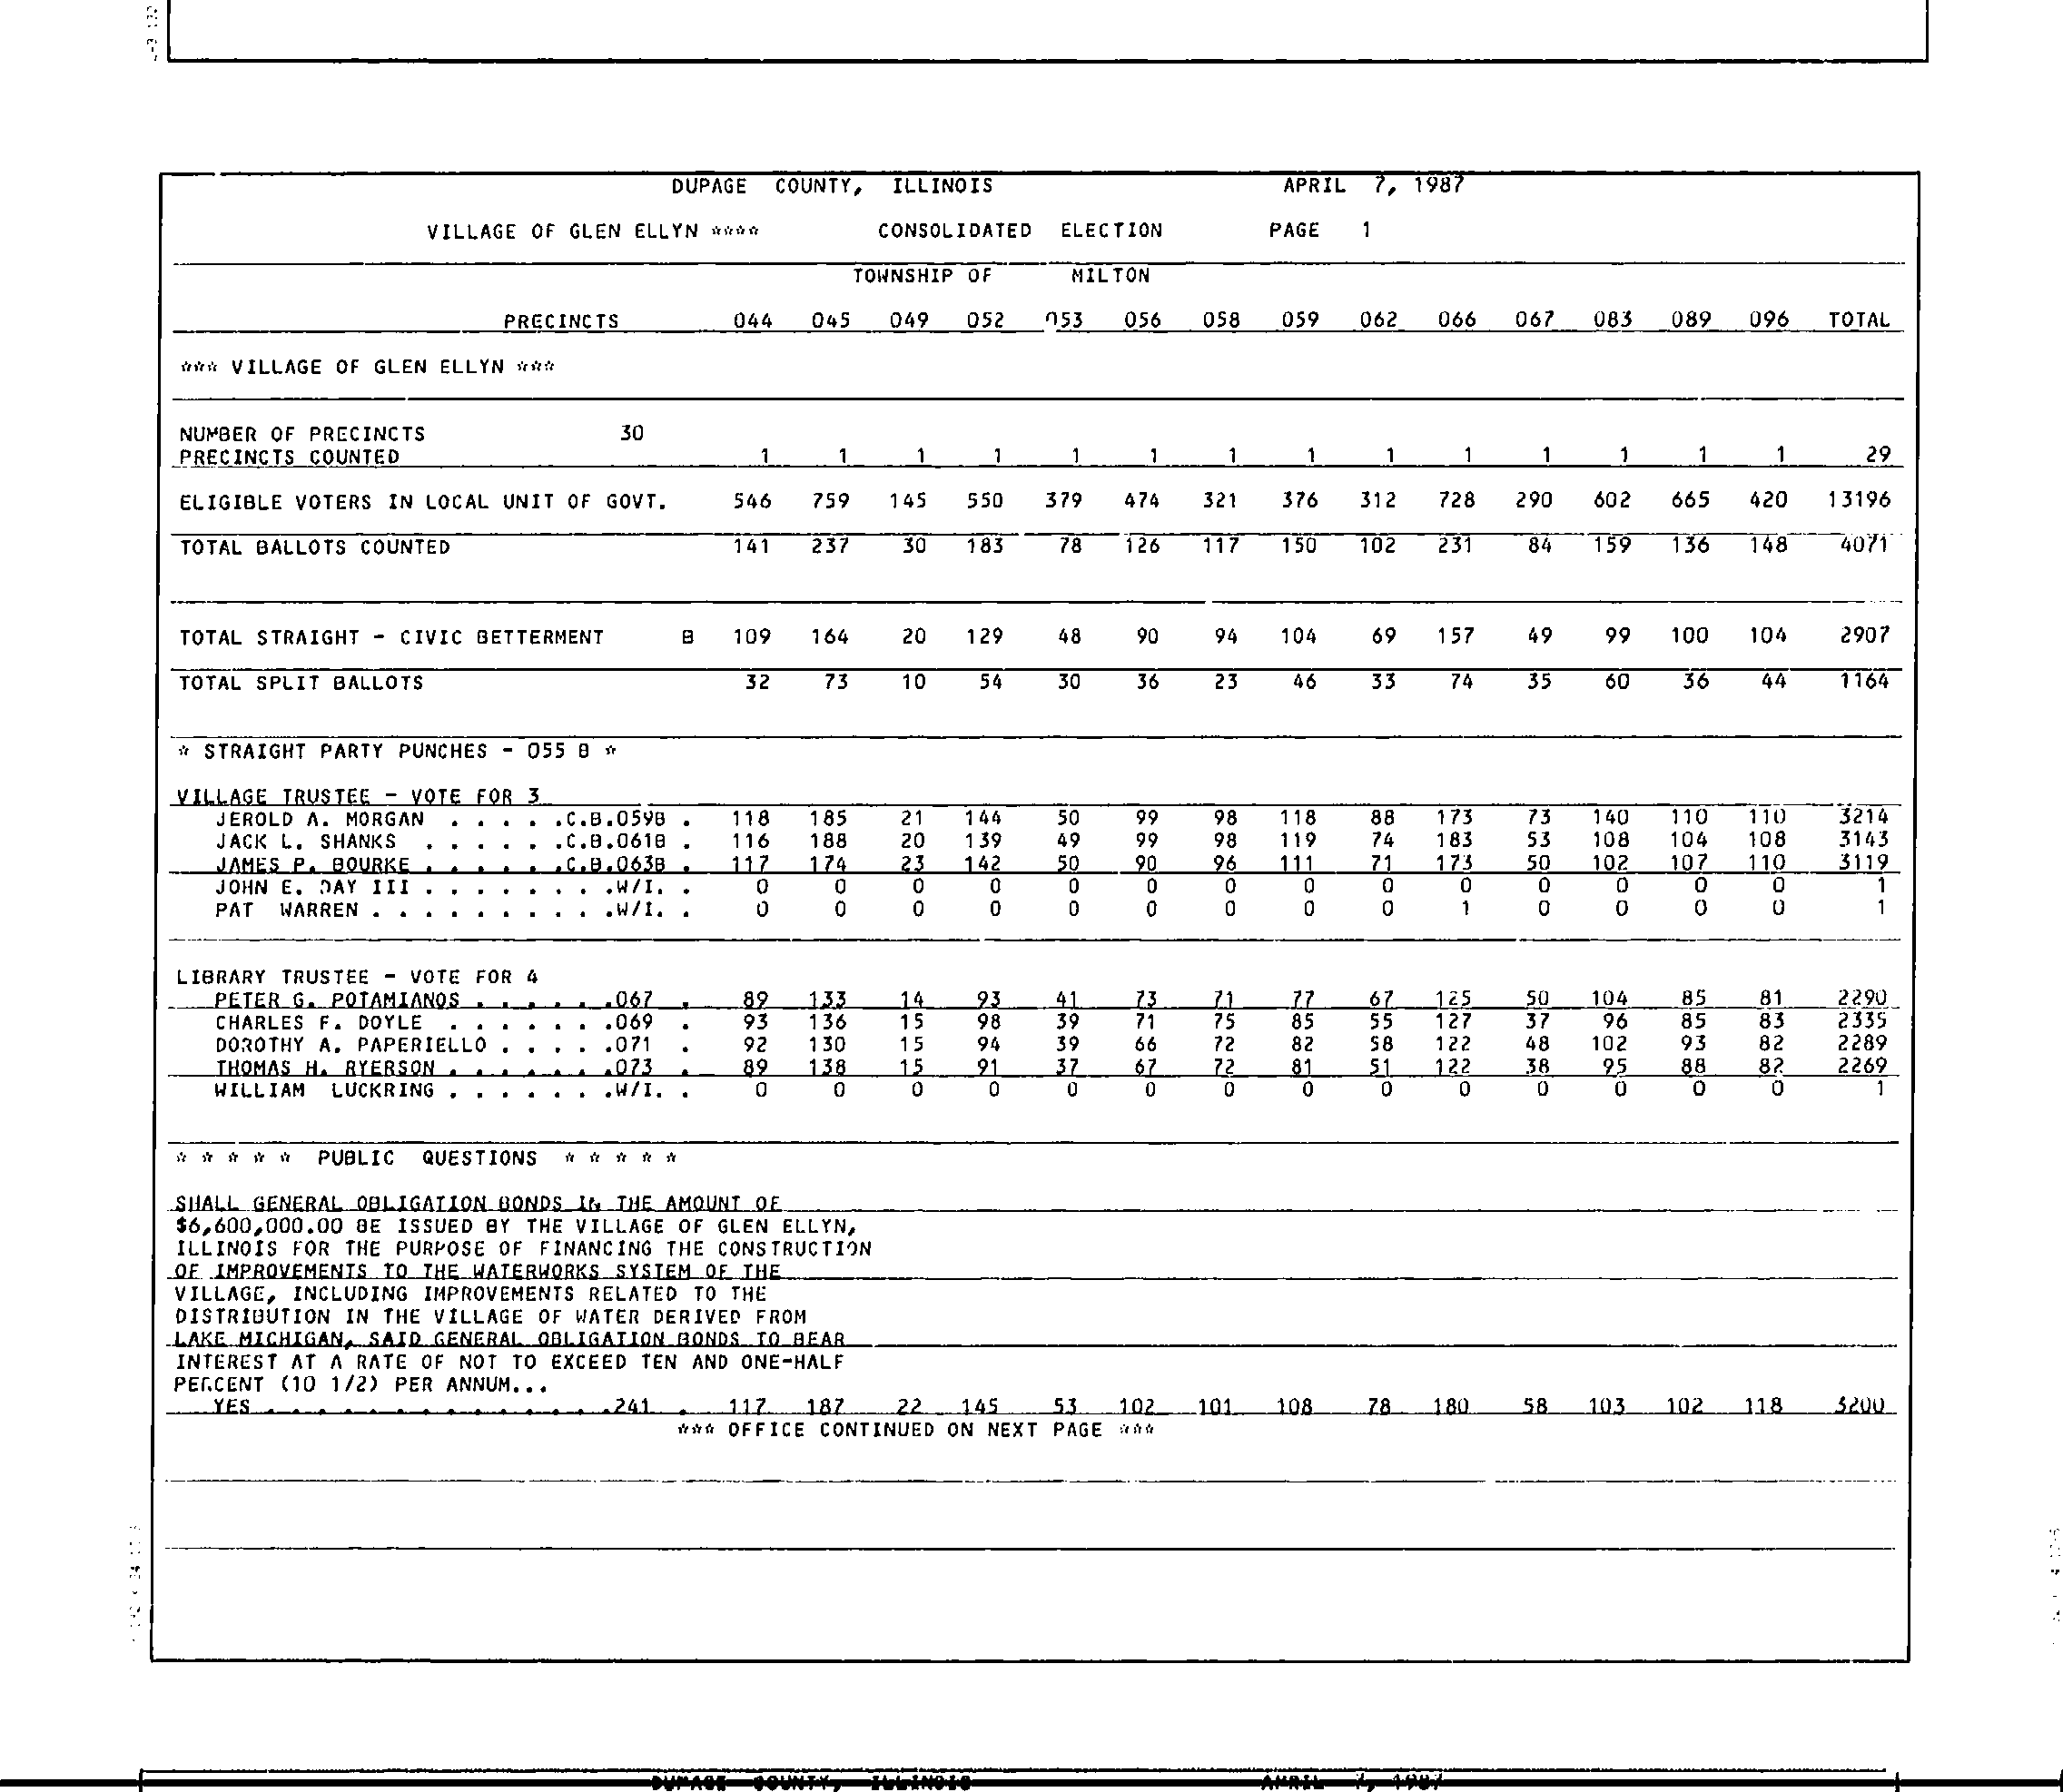 DUPAGE COUNTY, ILLINOIS APRIL 7, 1987
VILLAGE OF GLEN ELLYN **** CONSOLIDATED ELECTION PAGE 1
TOWNSHIP OF MILTON
PRECINCTS 044 045 049 052 053 056 058 059 062 066 067 083 089 096 TOTAL
*** VILLAGE OF GLEN ELLYN ***
NUMBER OF PRECINCTS 30
PRECINCTS COUNTED 1 1 1 1 1 1 1 1 1 1 1 1 1 1 29
ELIGIBLE VOTERS IN LOCAL UNIT OF GOVT. 546 759 145 550 379 474 321 376 312 728 290 602 665 420 13196
TOTAL BALLOTS COUNTED 141 237 30 183 78 126 117 150 102 231 84 159 136 148 4071
TOTAL STRAIGHT - CIVIC BETTERMENT B 109 164 20 129 48 90 94 104 69 157 49 99 100 104 2907
TOTAL SPLIT BALLOTS 32 73 10 54 30 36 23 46 33 74 35 60 36 44 1164
* STRAIGHT PARTY PUNCHES - 055 B *
VILLAGE TRUSTEE - VOTE FOR 3
JEROLD A. MORGAN . . . . .C.B.059B . 118 185 21 144 50 99 98 118 88 173 73 140 110 110 3214
JACK L. SHANKS . . . . . .C.B.061B . 116 188 20 139 49 99 98 119 74 183 53 108 104 108 3143
JAMES P. BOURKE . . . . . .C.B.063B . 117 174 23 142 50 90 96 111 71 173 50 102 107 110 3119
JOHN E. DAY III . . . . . . . .W/I. . 0 0 0 0 0 0 0 0 0 0 0 0 0 0 1
PAT WARREN . . . . . . . . . .W/I. . 0 0 0 0 0 0 0 0 0 1 0 0 0 0 1
LIBRARY TRUSTEE - VOTE FOR 4
PETER G. POTAMIANOS . . . . . .067 . 89 133 14 93 41 73 71 77 67 125 50 104 85 81 2290
CHARLES F. DOYLE . . . . . . .069 . 93 136 15 98 39 71 75 85 55 127 37 96 85 83 2335
DOROTHY A. PAPERIELLO . . . . .071 . 92 130 15 94 39 66 72 82 58 122 48 102 93 82 2289
THOMAS H. RYERSON . . . . . . .073 . 89 138 15 91 37 67 72 81 51 122 38 95 88 82 2269
WILLIAM LUCKRING . . . . . . .W/I. . 0 0 0 0 0 0 0 0 0 0 0 0 0 0 1
* * * * * PUBLIC QUESTIONS * * * * *
SHALL GENERAL OBLIGATION BONDS IN THE AMOUNT OF
$6,600,000.00 BE ISSUED BY THE VILLAGE OF GLEN ELLYN,
ILLINOIS FOR THE PURPOSE OF FINANCING THE CONSTRUCTION
OF IMPROVEMENTS TO THE WATERWORKS SYSTEM OF THE
VILLAGE, INCLUDING IMPROVEMENTS RELATED TO THE
DISTRIBUTION IN THE VILLAGE OF WATER DERIVED FROM
LAKE MICHIGAN, SAID GENERAL OBLIGATION BONDS TO BEAR
INTEREST AT A RATE OF NOT TO EXCEED TEN AND ONE-HALF
PERCENT (10 1/2) PER ANNUM...
YES . . . . . . . . . . . . . .241 . 117 187 22 145 53 102 101 108 78 180 58 103 102 118 3200
*** OFFICE CONTINUED ON NEXT PAGE ***
DUPAGE COUNTY, ILLINOIS APRIL 7, 1987